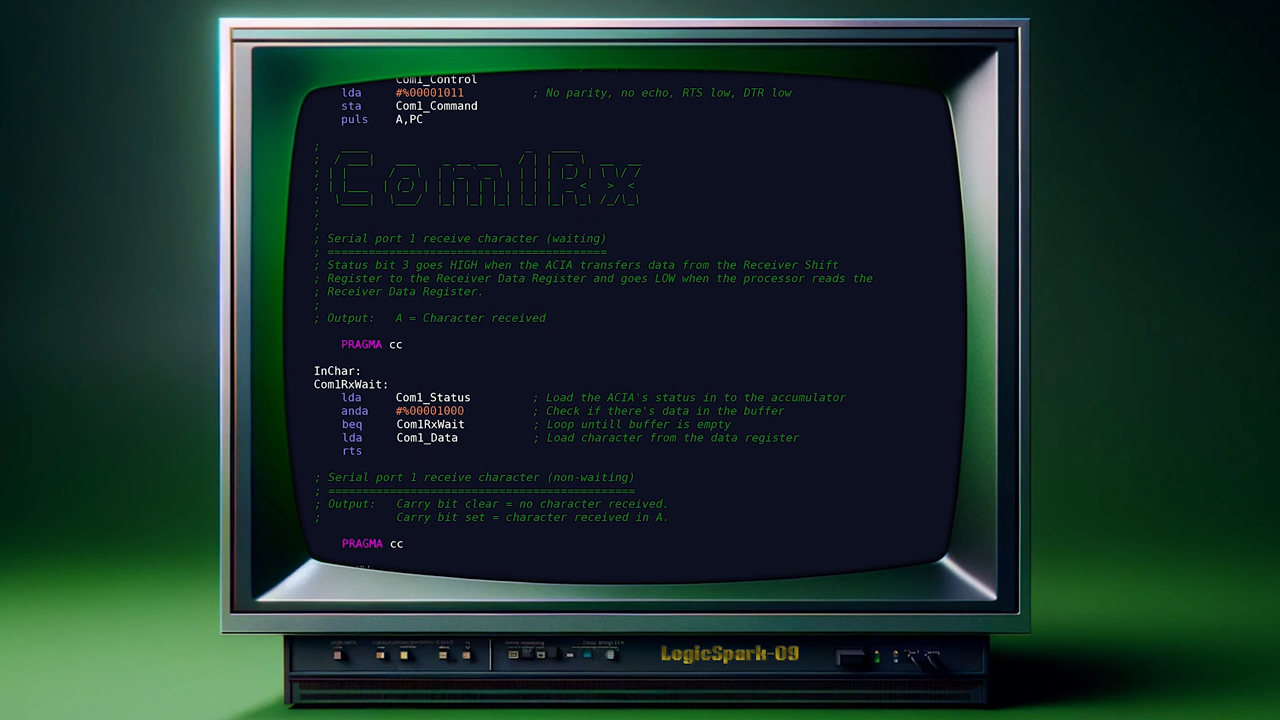 Com1_Control
lda #%00001011 ; No parity, no echo, RTS low, DTR low
sta Com1_Command
puls A,PC
;
;
;
;
;
;
;
; Com1Rx
; Serial port 1 receive character (waiting)
; =========================================
; Status bit 3 goes HIGH when the ACIA transfers data from the Receiver Shift
; Register to the Receiver Data Register and goes LOW when the processor reads the
; Receiver Data Register.
;
; Output: A = Character received
PRAGMA cc
InChar:
Com1RxWait:
lda Com1_Status ; Load the ACIA's status in to the accumulator
anda #%00001000 ; Check if there's data in the buffer
beq Com1RxWait ; Loop untill buffer is empty
lda Com1_Data ; Load character from the data register
rts
; Serial port 1 receive character (non-waiting)
; =============================================
; Output: Carry bit clear = no character received.
; Carry bit set = character received in A.
PRAGMA cc
LogicSpark-09